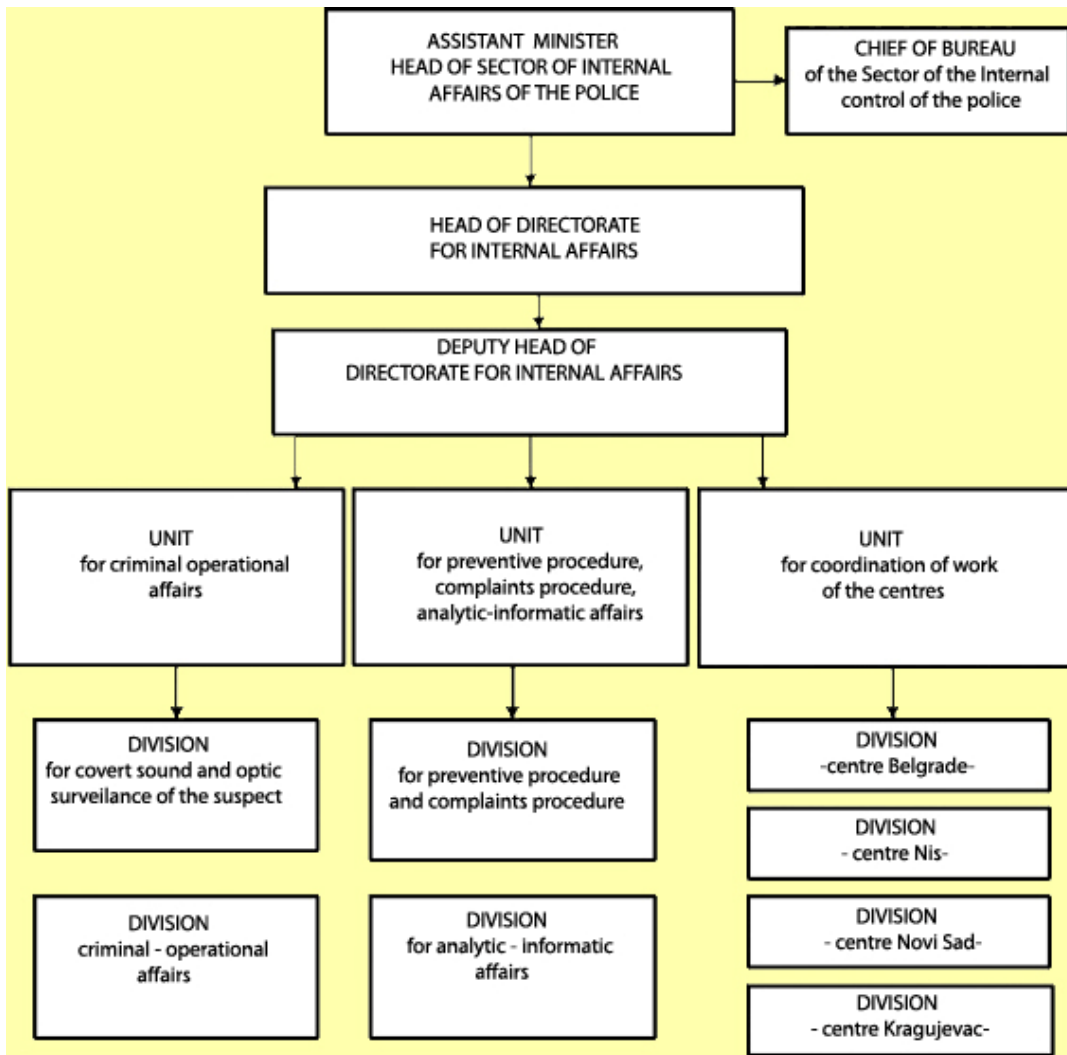 ASSISTANT MINISTER
HEAD OF SECTOR OF INTERNAL
AFFAIRS OF THE POLICE
CHIEF OF BUREAU
of the Sector of the Internal
control of the police
HEAD OF DIRECTORATE
FOR INTERNAL AFFAIRS
DEPUTY HEAD OF
DIRECTORATE FOR INTERNAL AFFAIRS
UNIT
for criminal operational
affairs
UNIT
for preventive procedure,
complaints procedure,
analytic-informatic affairs
UNIT
for coordination of work
of the centres
DIVISION
for covert sound and optic
surveilance of the suspect
DIVISION
criminal - operational
affairs
DIVISION
for preventive procedure
and complaints procedure
DIVISION
for analytic - informatic
affairs
DIVISION
-centre Belgrade-
DIVISION
- centre Nis-
DIVISION
- centre Novi Sad-
DIVISION
- centre Kragujevac-